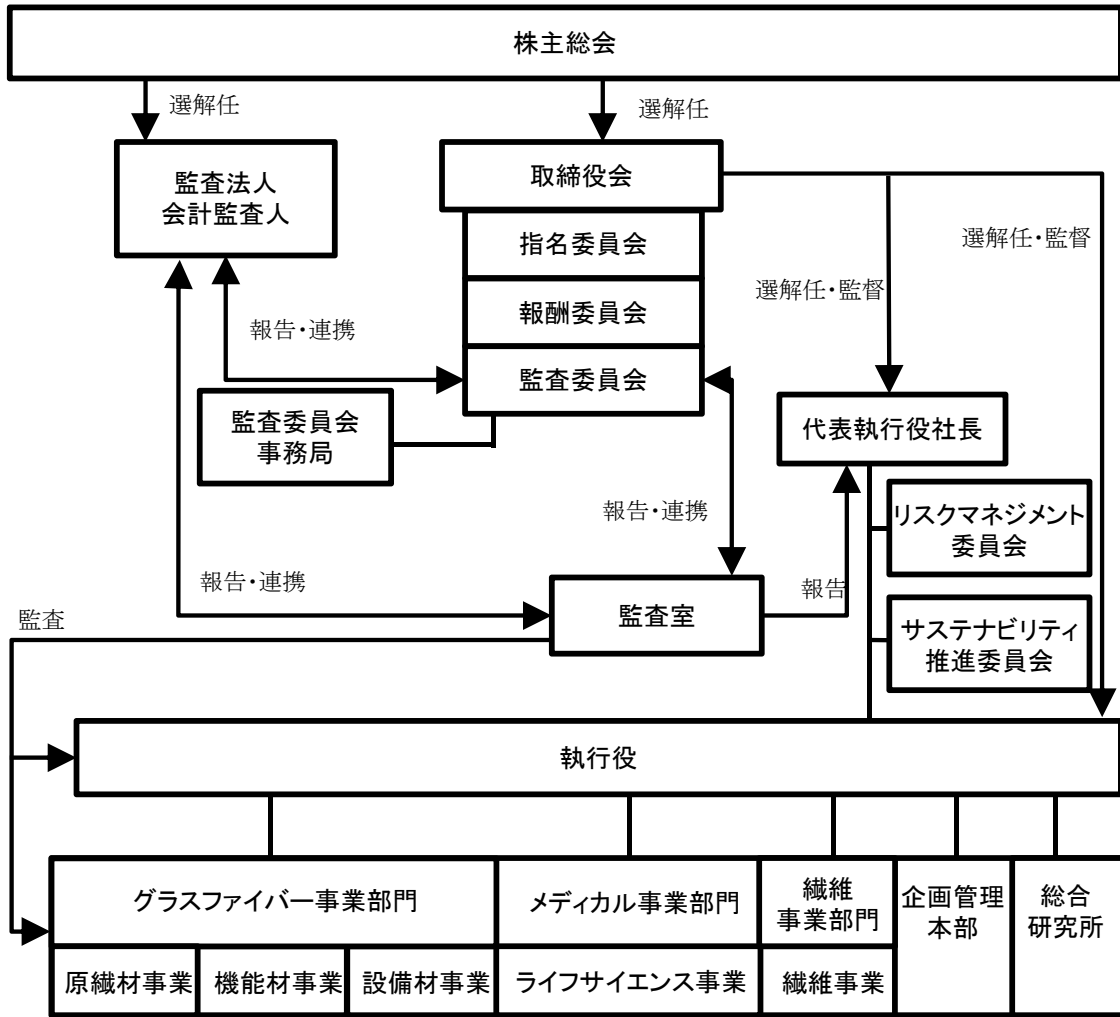 株主総会
選解任
選解任
監査法人
会計監査人
取締役会
指名委員会
報酬委員会
監査委員会
選解任・監督
選解任・監督
報告・連携
監査委員会
事務局
代表執行役社長
リスクマネジメント
委員会
報告・連携
報告・連携
報告
監査室
サステナビリティ
推進委員会
監査
執行役
グラスファイバー事業部門
メディカル事業部門
繊維
事業部門
企画管理
本部
総合
研究所
原繊材事業
機能材事業
設備材事業
ライフサイエンス事業
繊維事業